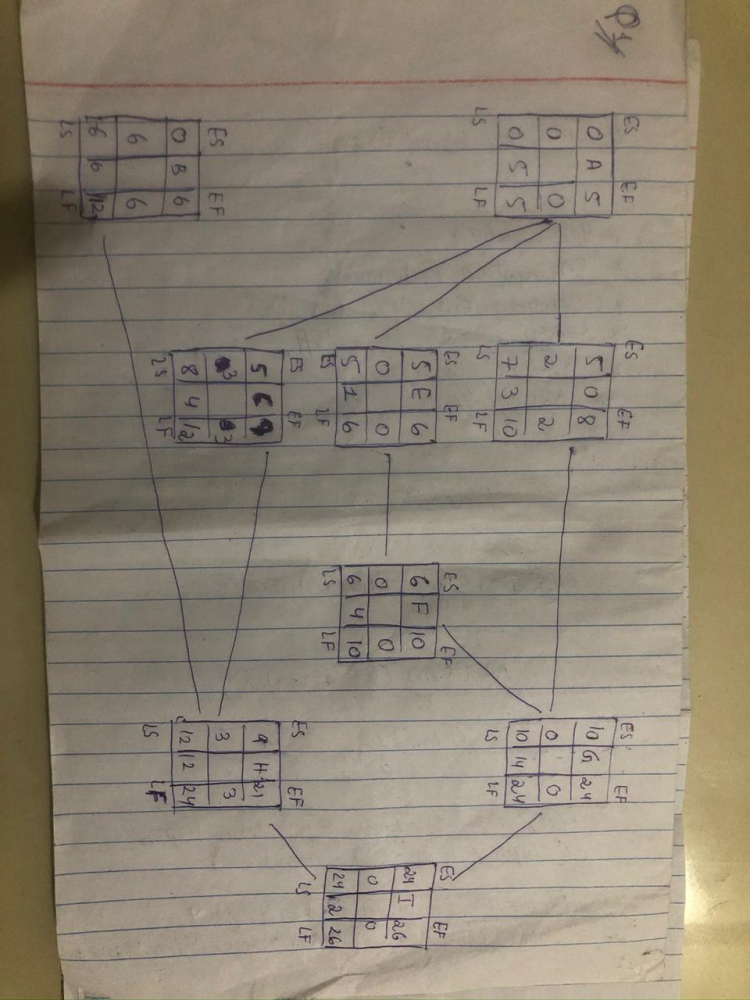 ES EF
0 A 5
0 0
0 5 5
LS LF
ES EF
5 D 8
2 2
7 3 10
LS LF
ES EF
10 G 24
0 0
10 14 24
LS LF
ES EF
5 E 6
0 0
5 1 6
ES LF
ES EF
6 F 10
0 0
6 4 10
LS LF
ES EF
24 I 26
0 0
24 2 26
LS LF
ES EF
5 C 9
3 3
8 4 12
LS LF
ES EF
9 H 21
3 3
12 12 24
LS LF
ES EF
0 B 6
6 6
6 6 12
LS LF